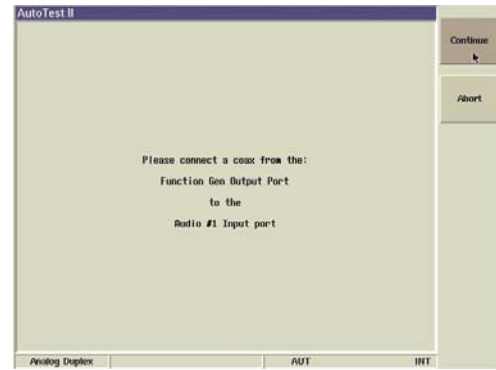 AutoTest II
Continue
Abort
Please connect a coax from the:
Function Gen Output Port
to the
Audio #1 Input port
Analog Duplex
AUT
INT